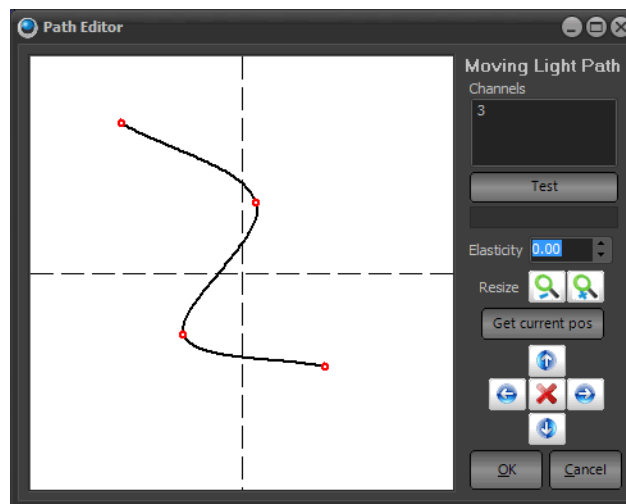 Path Editor
Moving Light Path
Channels
3
Test
Elasticity 0.00
Resize
Get current pos
OK Cancel